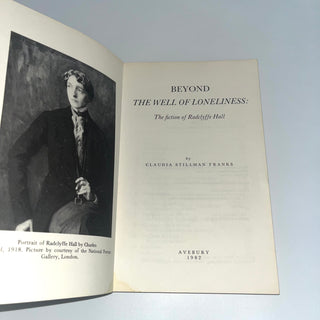 Portrait of Radclyffe Hall by Charles
1918. Picture by courtesy of the National Portrait
Gallery, London.
BEYOND
THE WELL OF LONELINESS:
The fiction of Radclyffe Hall
by
CLAUDIA STILLMAN FRANKS
AVEBURY
1982